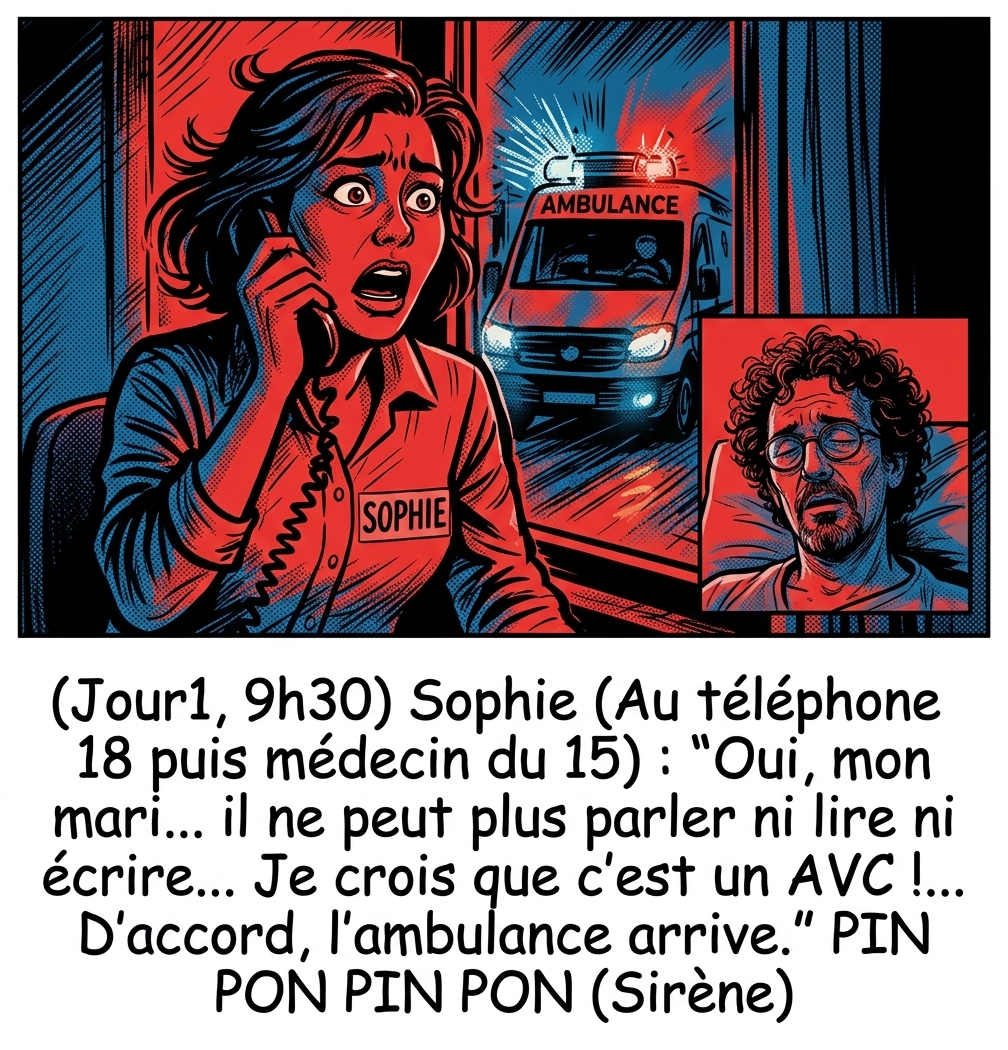 AMBULANCE
SOPHIE
(Jour1, 9h30) Sophie (Au téléphone
18 puis médecin du 15) : “Oui, mon
mari... il ne peut plus parler ni lire ni
écrire... Je crois que c’est un AVC !...
D’accord, l’ambulance arrive.” PIN
PON PIN PON (Sirène)